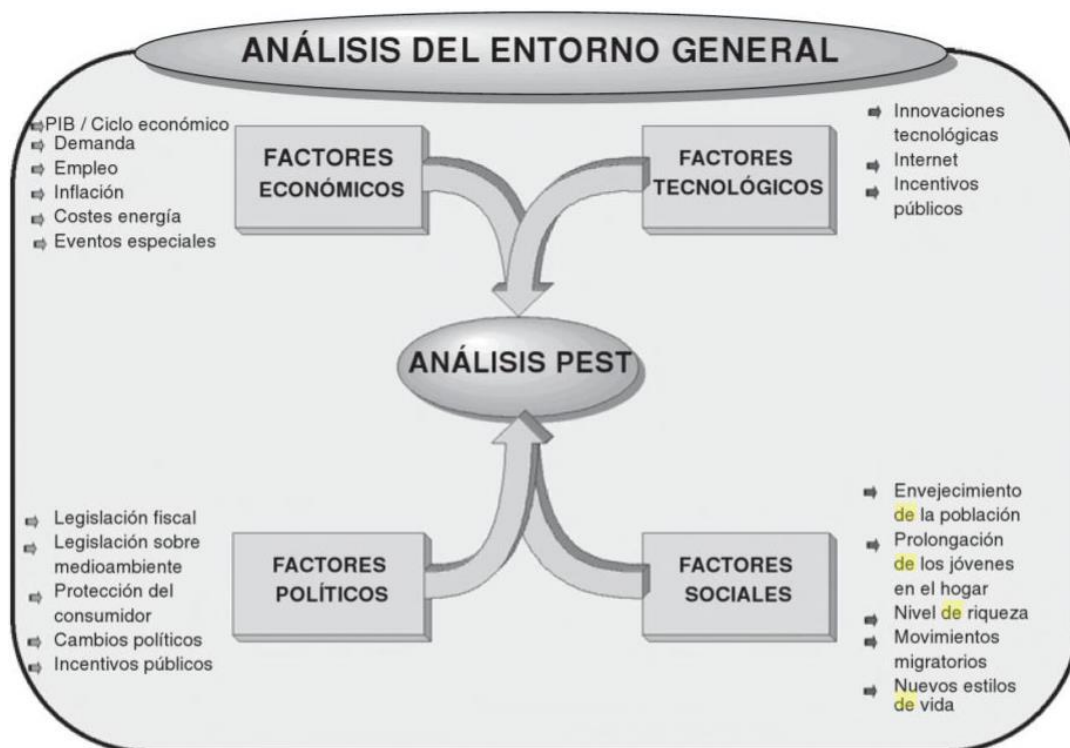 ANÁLISIS DEL ENTORNO GENERAL
PIB / Ciclo económico
Demanda
Empleo
Inflación
Costes energía
Eventos especiales
FACTORES
ECONÓMICOS
FACTORES
TECNOLÓGICOS
Innovaciones
tecnológicas
Internet
Incentivos
públicos
ANÁLISIS PEST
Legislación fiscal
Legislación sobre
medioambiente
Protección del
consumidor
Cambios políticos
Incentivos públicos
FACTORES
POLÍTICOS
FACTORES
SOCIALES
Envejecimiento
de la población
Prolongación
de los jóvenes
en el hogar
Nivel de riqueza
Movimientos
migratorios
Nuevos estilos
de vida